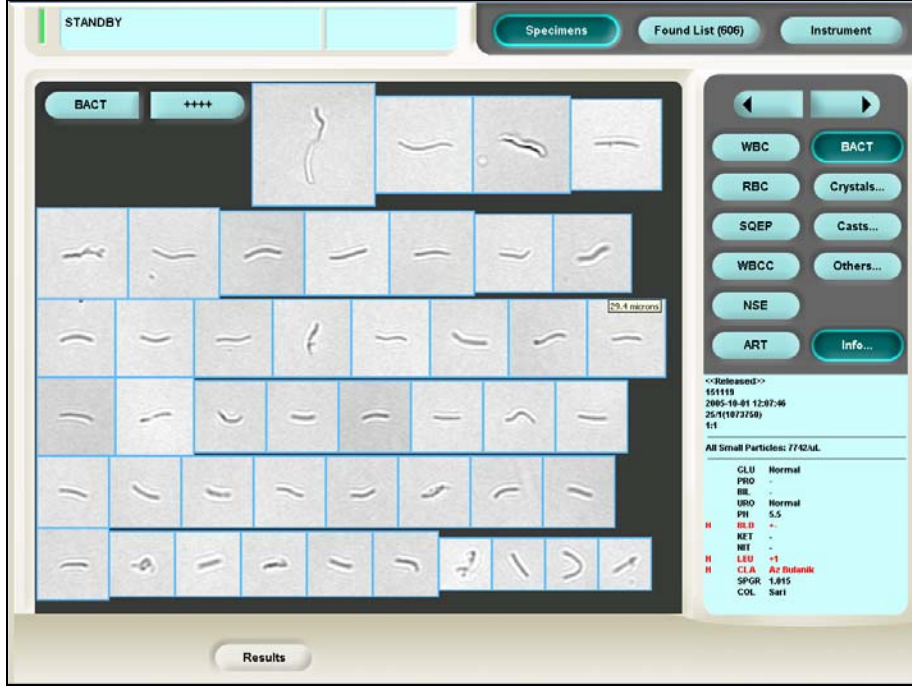 STANDBY
Specimens
Found List (606)
Instrument
BACT
++++
29.4 microns
WBC
BACT
RBC
Crystals...
SQEP
Casts...
WBCC
Others...
NSE
ART
Info...
<<Released>>
151119
2005-10-01 12:07:46
25/1(1073750)
1:1
All Small Particles: 7742/uL
GLU Normal
PRO -
BIL -
URO Normal
PH 5.5
H BLD +-
KET -
NIT -
H LEU +1
H CLA Az Bulanik
SPGR 1.015
COL Sari
Results